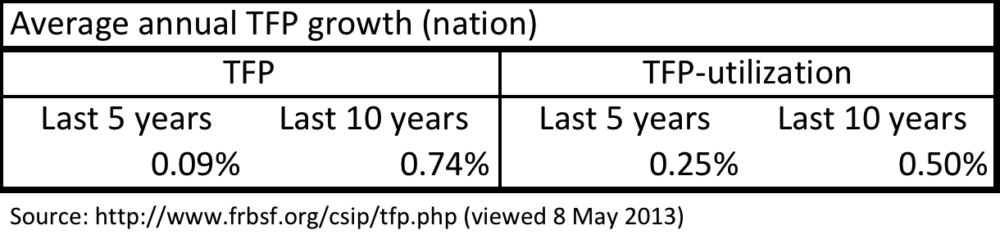 Average annual TFP growth (nation)
TFP TFP-utilization
Last 5 years Last 10 years Last 5 years Last 10 years
0.09% 0.74% 0.25% 0.50%
Source: http://www.frbsf.org/csip/tfp.php (viewed 8 May 2013)